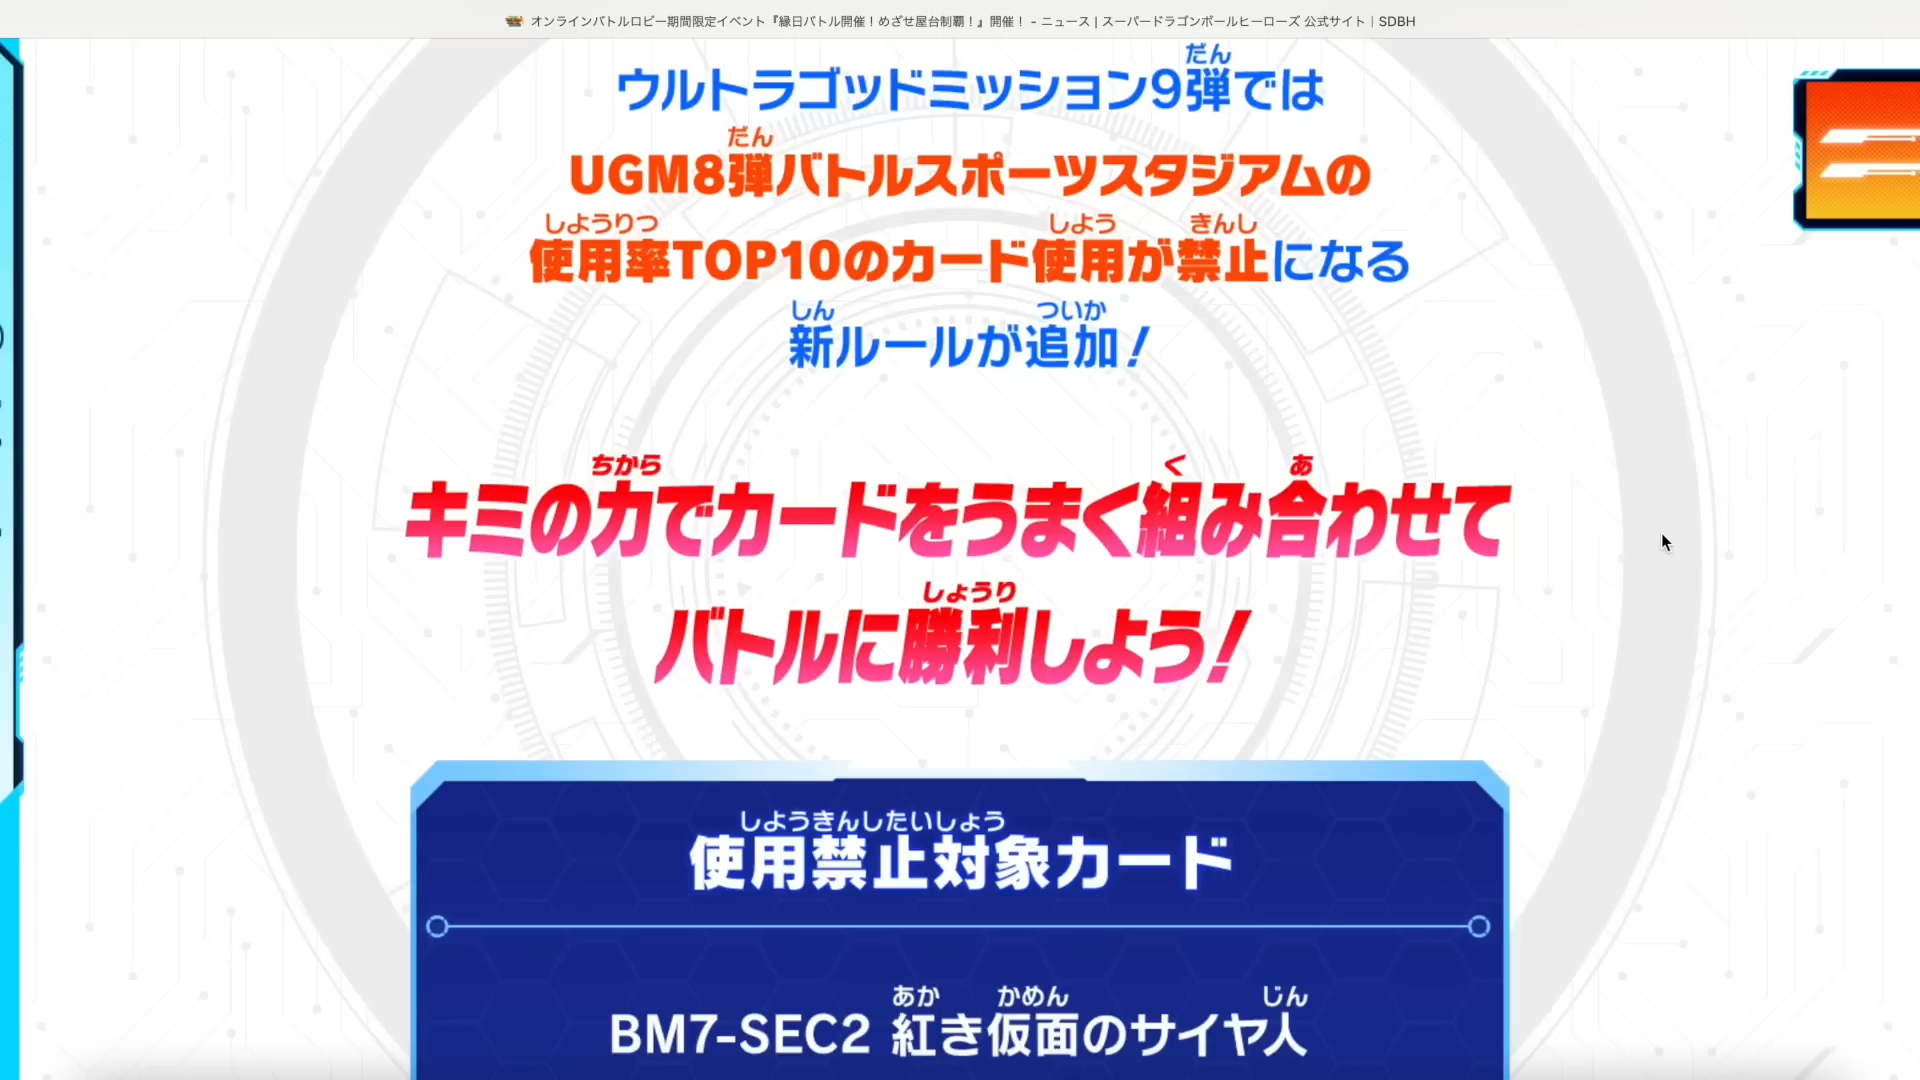 オンラインバトルロビー期間限定イベント『縁日バトル開催！めざせ屋台制覇！』開催！ - ニュース | スーパードラゴンボールヒーローズ 公式サイト｜SDBH
だん
ウルトラゴッドミッション9弾では
だん
UGM8弾バトルスポーツスタジアムの
しようりつ しよう きんし
使用率TOP10のカード使用が禁止になる
しん ついか
新ルールが追加！
ちから く あ
キミの力でカードをうまく組み合わせて
しょうり
バトルに勝利しよう！
しようきんしたいしょう
使用禁止対象カード
あか かめん じん
BM7-SEC2 紅き仮面のサイヤ人